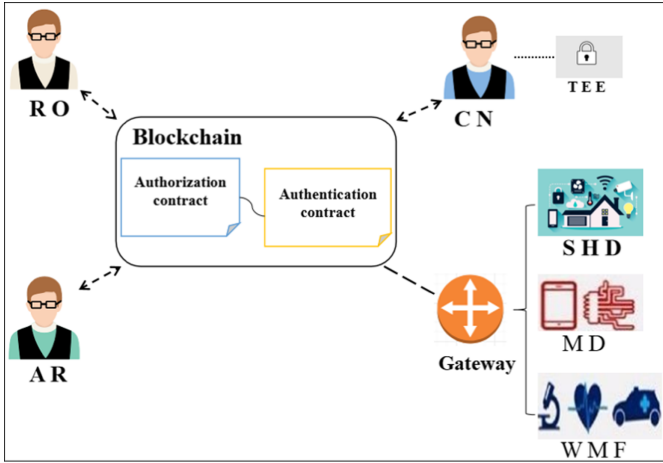 R O
C N
T E E
Blockchain
Authorization
contract
Authentication
contract
S H D
A R
Gateway
M D
W M F